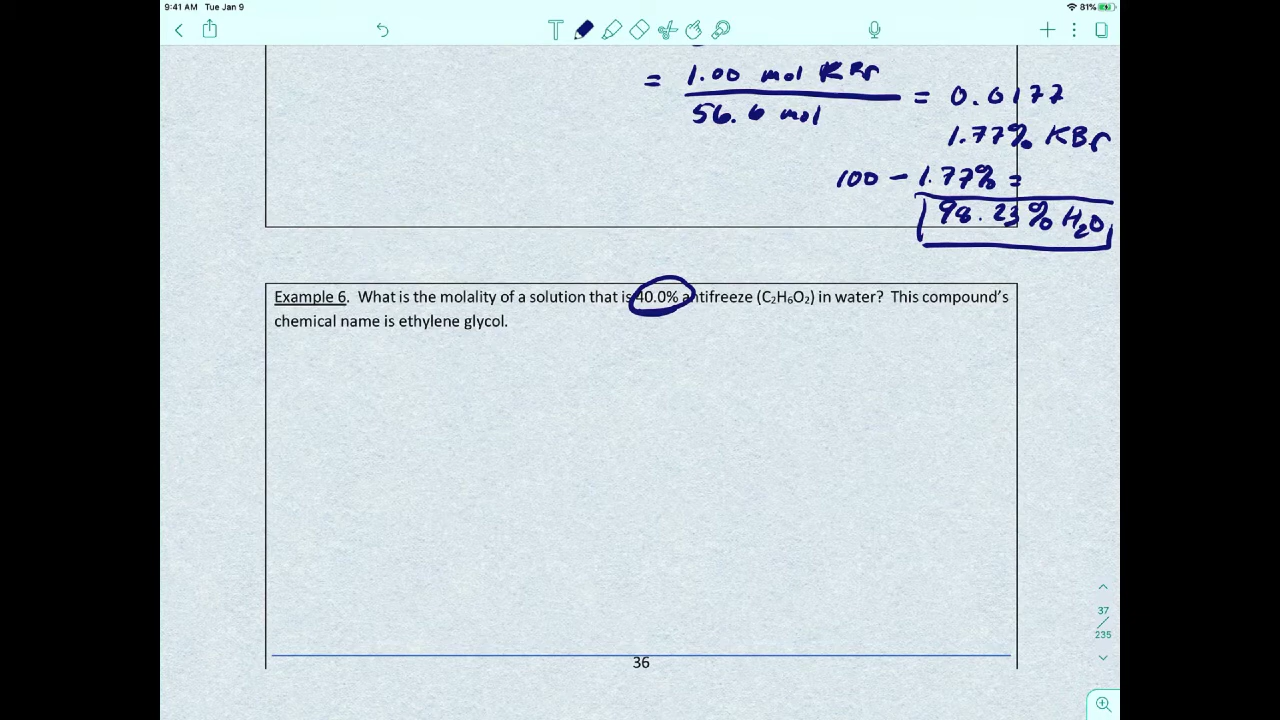 9:41 AM Tue Jan 9
81%
T
= 1.00 mol KBr
56.6 mol
= 0.0177
1.77% KBr
100 - 1.77% =
98.23% H₂O
Example 6. What is the molality of a solution that is 40.0% antifreeze (C₂H₆O₂) in water? This compound's
chemical name is ethylene glycol.
36
37
/
235